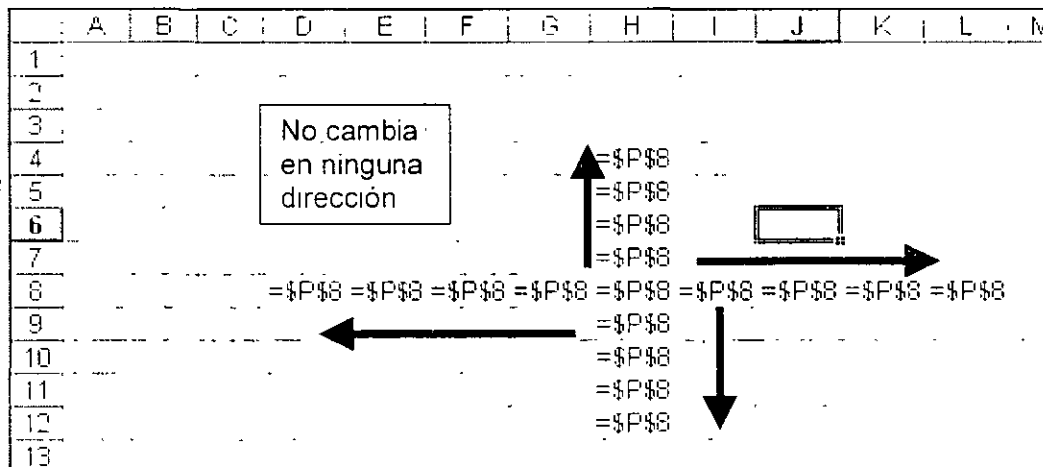 A B C D E F G H I J K L M
1
2
3
No cambia
4 =$P$8
en ninguna
5 =$P$8
dirección
6 =$P$8
7 =$P$8
8 =$P$8 =$P$8 =$P$8 =$P$8 =$P$8 =$P$8 =$P$8 =$P$8 =$P$8
9 =$P$8
10 =$P$8
11 =$P$8
12 =$P$8
13